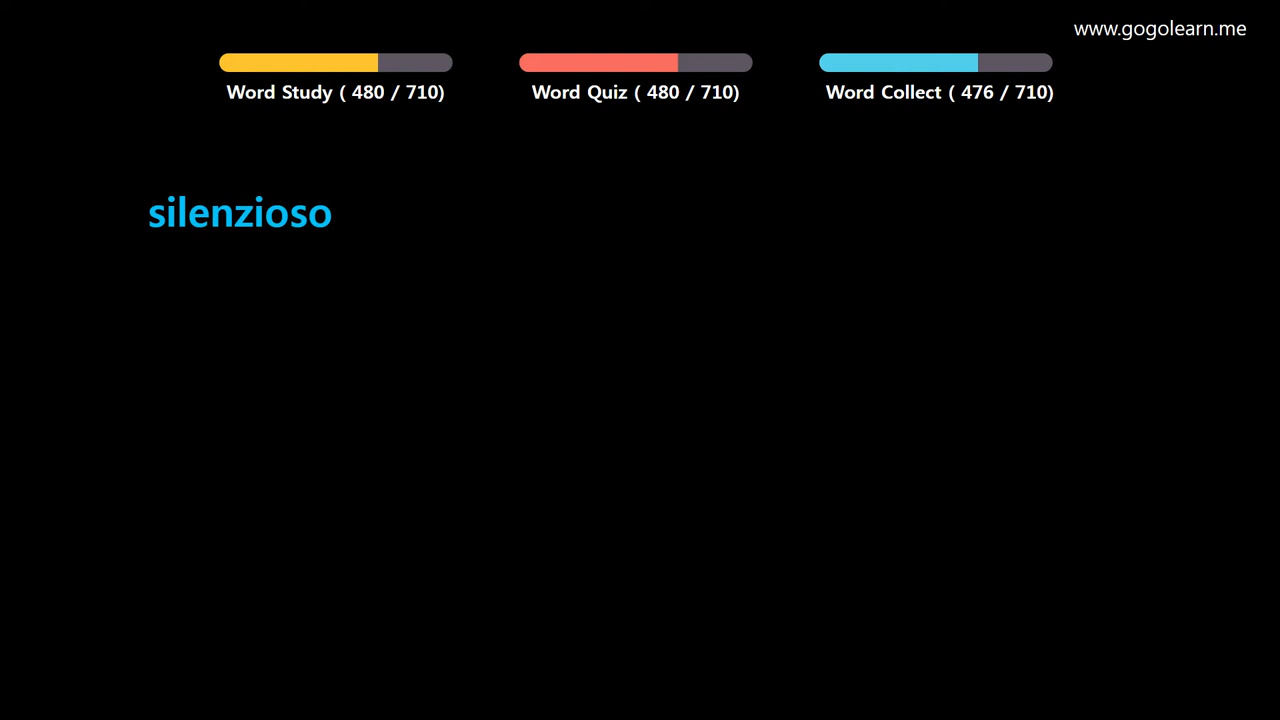 www.gogolearn.me
Word Study ( 480 / 710)
Word Quiz ( 480 / 710)
Word Collect ( 476 / 710)
silenzioso